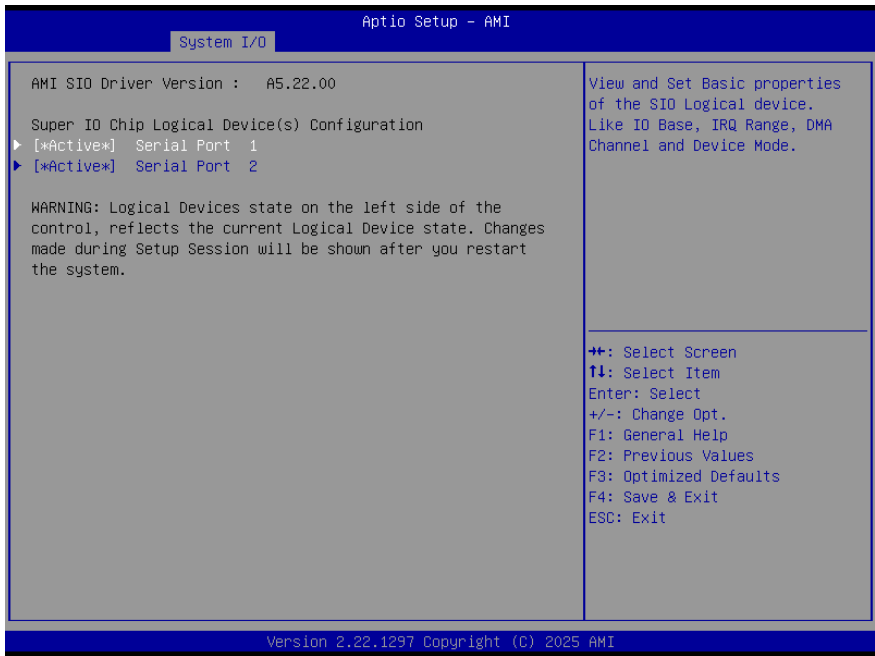 Aptio Setup – AMI
System I/O
AMI SIO Driver Version : A5.22.00
Super IO Chip Logical Device(s) Configuration
[*Active*] Serial Port 1
[*Active*] Serial Port 2
WARNING: Logical Devices state on the left side of the
control, reflects the current Logical Device state. Changes
made during Setup Session will be shown after you restart
the system.
View and Set Basic properties
of the SIO Logical device.
Like IO Base, IRQ Range, DMA
Channel and Device Mode.
→←: Select Screen
↑↓: Select Item
Enter: Select
+/-: Change Opt.
F1: General Help
F2: Previous Values
F3: Optimized Defaults
F4: Save & Exit
ESC: Exit
Version 2.22.1297 Copyright (C) 2025 AMI